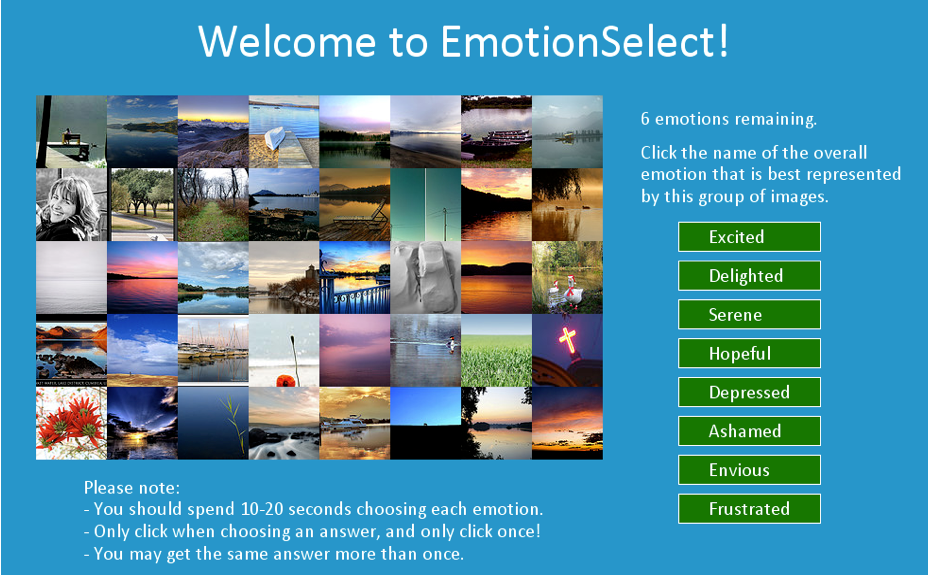 Welcome to EmotionSelect!
6 emotions remaining.
Click the name of the overall
emotion that is best represented
by this group of images.
Excited
Delighted
Serene
Hopeful
Depressed
Ashamed
Envious
Frustrated
Please note:
- You should spend 10-20 seconds choosing each emotion.
- Only click when choosing an answer, and only click once!
- You may get the same answer more than once.